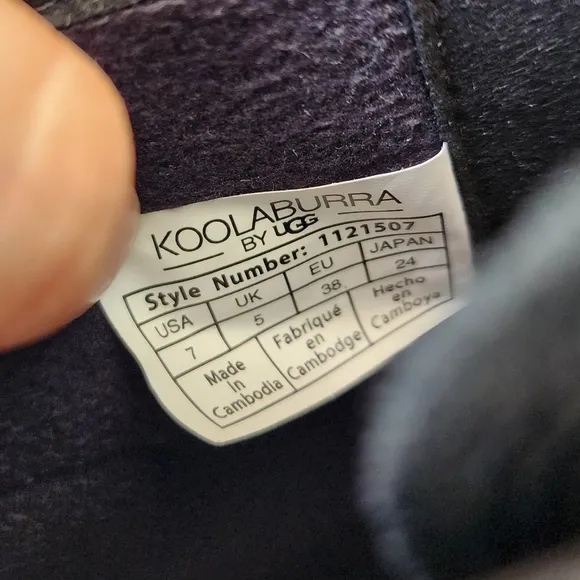 KOOLABURRA
BY UGG
Style Number: 1121507
USA UK EU JAPAN
7 5 38 24
Made in Cambodia
Fabriqué en Cambodge
Hecho en Camboya